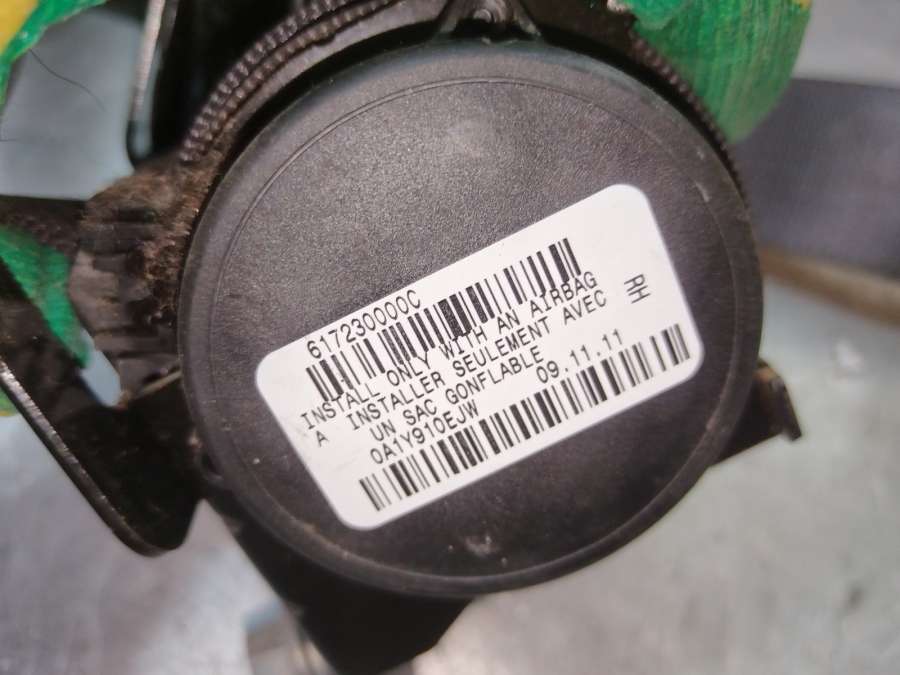 617230000C
INSTALL ONLY WITH AN AIRBAG
A INSTALLER SEULEMENT AVEC
UN SAC GONFLABLE
RH
0A1Y910EJW 09.11.11